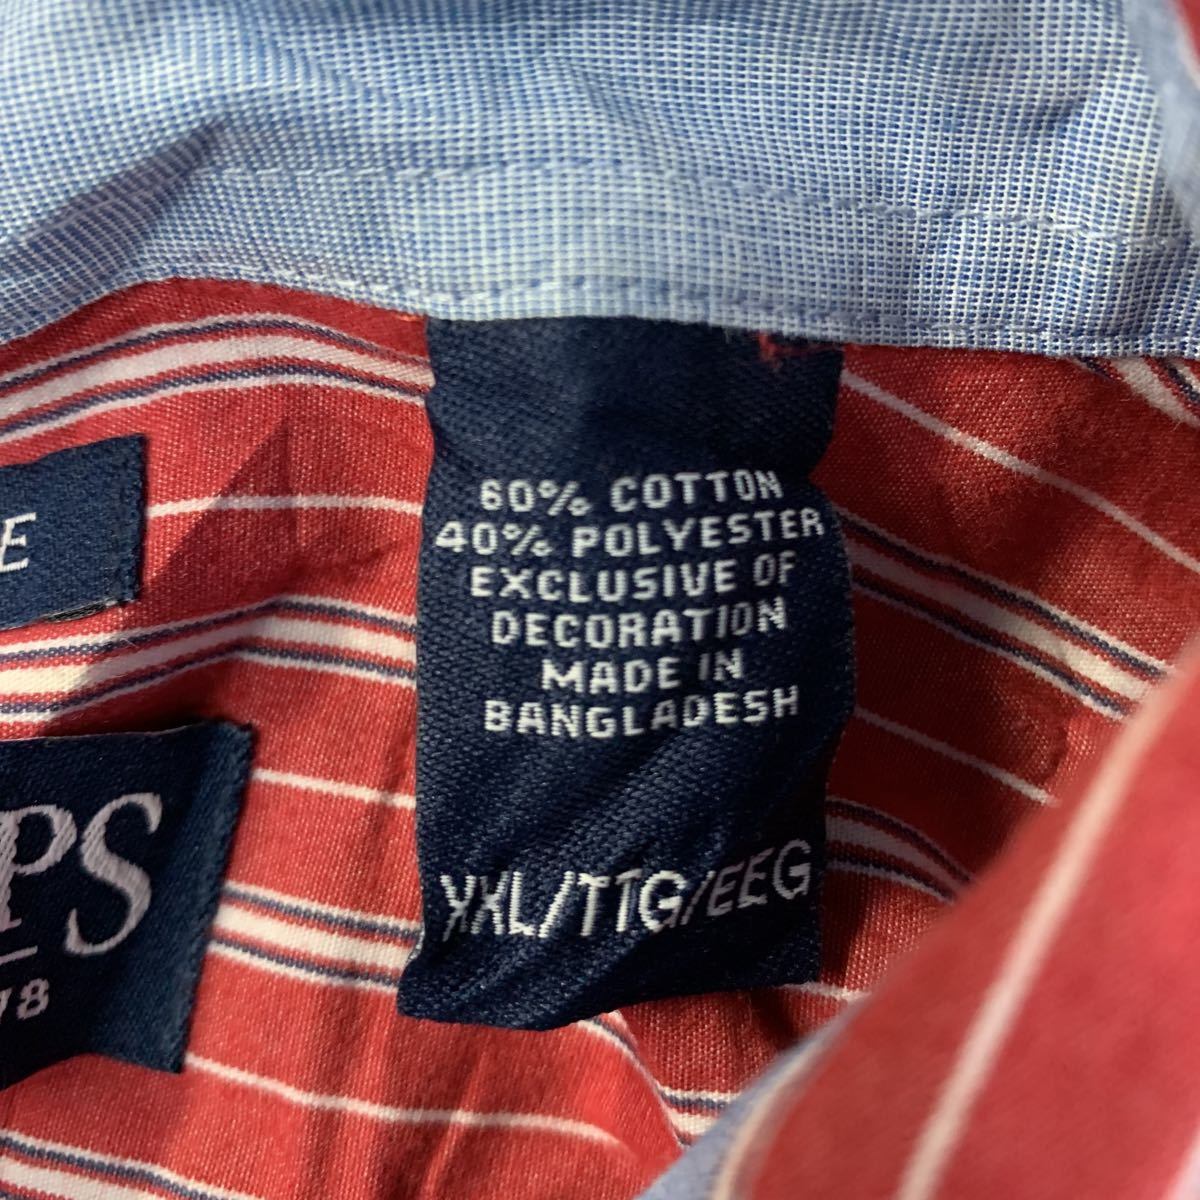 60% COTTON
40% POLYESTER
EXCLUSIVE OF
DECORATION
MADE IN
BANGLADESH
XXL/TTG/EEG
E
PS
78